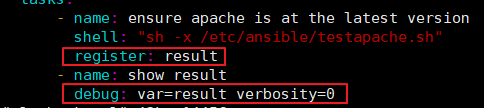 tasks:
- name: ensure apache is at the latest version
shell: "sh -x /etc/ansible/testapache.sh"
register: result
- name: show result
debug: var=result verbosity=0